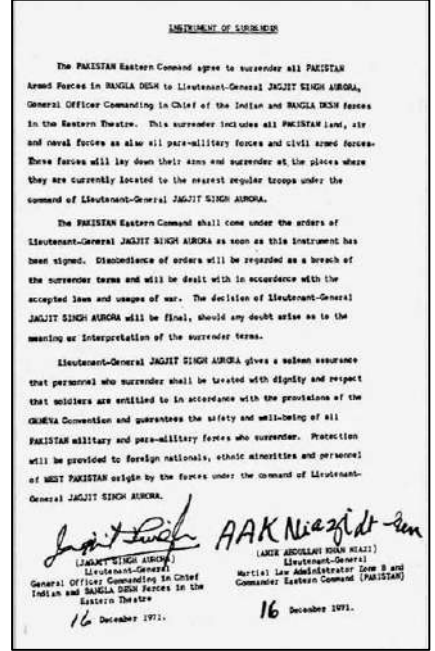 INSTRUMENT OF SURRENDER
The PAKISTAN Eastern Command agree to surrender all PAKISTAN
Armed Forces in BANGLA DESH to Lieutenant-General JAGJIT SINGH AURORA,
General Officer Commanding in Chief of the Indian and BANGLA DESH forces
in the Eastern Theatre. This surrender includes all PAKISTAN land, air
and naval forces as also all para-military forces and civil armed forces.
These forces will lay down their arms and surrender at the places where
they are currently located to the nearest regular troops under the
command of Lieutenant-General JAGJIT SINGH AURORA.
The PAKISTAN Eastern Command shall come under the orders of
Lieutenant-General JAGJIT SINGH AURORA as soon as this instrument has
been signed. Disobedience of orders will be regarded as a breach of
the surrender terms and will be dealt with in accordance with the
accepted laws and usages of war. The decision of Lieutenant-General
JAGJIT SINGH AURORA will be final, should any doubt arise as to the
meaning or interpretation of the surrender terms.
Lieutenant-General JAGJIT SINGH AURORA gives a solemn assurance
that personnel who surrender shall be treated with dignity and respect
that soldiers are entitled to in accordance with the provisions of the
GENEVA Convention and guarantees the safety and well-being of all
PAKISTAN military and para-military forces who surrender. Protection
will be provided to foreign nationals, ethnic minorities and personnel
of WEST PAKISTAN origin by the forces under the command of Lieutenant-
General JAGJIT SINGH AURORA.
Jagjit Singh
(JAGJIT SINGH AURORA)
Lieutenant-General
General Officer Commanding in Chief
Indian and BANGLA DESH Forces in the
Eastern Theatre
16 December 1971.
AAK Niazi Lt-Gen
(AMIR ABDULLAH KHAN NIAZI)
Lieutenant-General
Martial Law Administrator Zone B and
Commander Eastern Command (PAKISTAN)
16 December 1971.